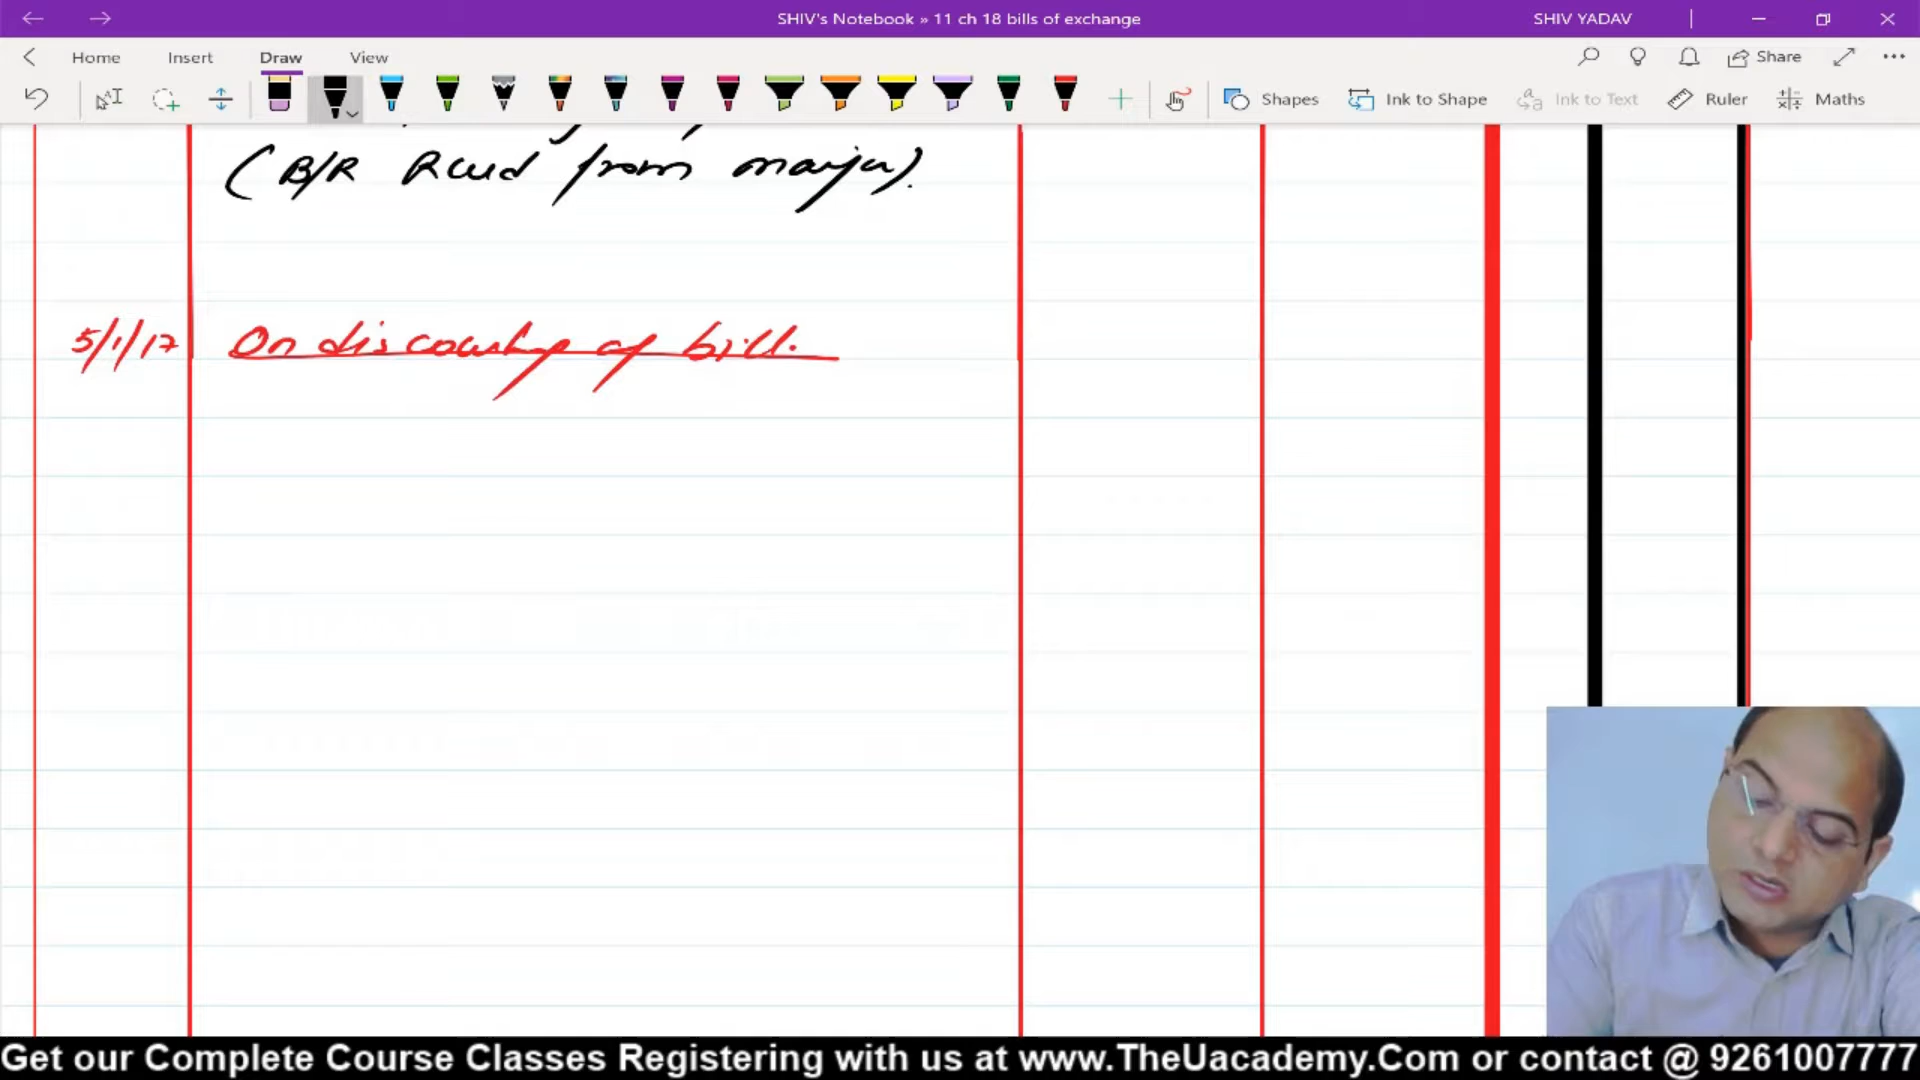 SHIV's Notebook » 11 ch 18 bills of exchange
SHIV YADAV
Home Insert Draw View
Share
Shapes Ink to Shape Ink to Text Ruler Maths
(B/R Rcud from
5/1/17 On discounting of bill.
Get our Complete Course Classes Registering with us at www.TheUacademy.Com or contact @ 9261007777